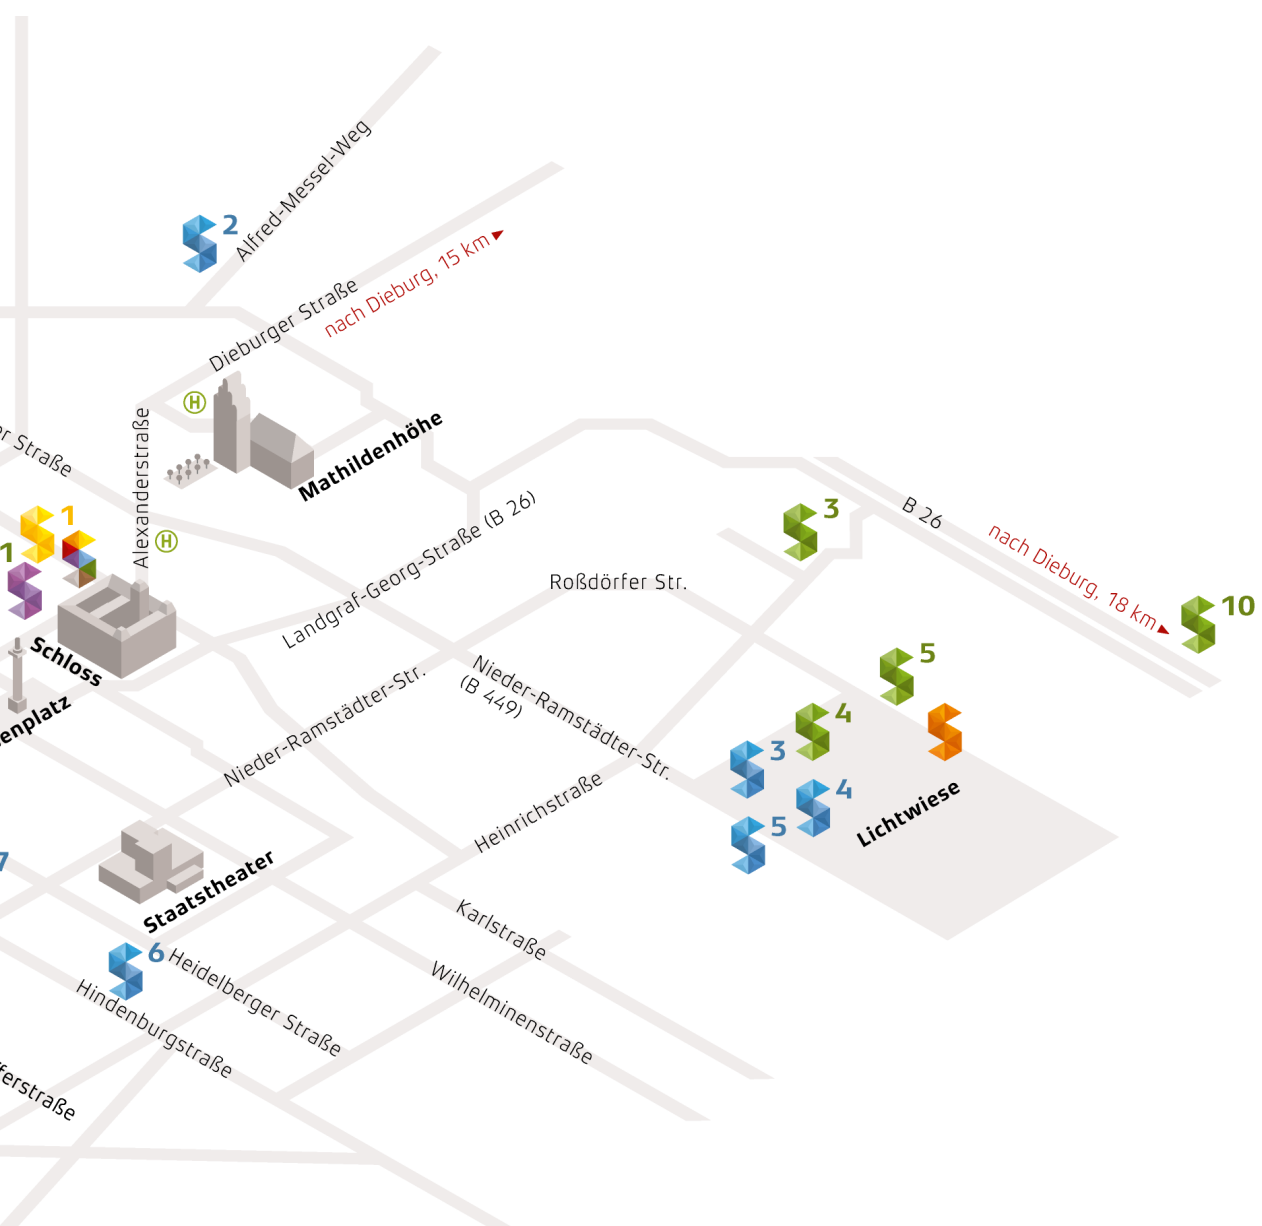 Alfred-Messel-Weg
2
Dieburger Straße
nach Dieburg, 15 km
H
Alexanderstraße
Mathildenhöhe
Straße
1
1
H
Landgraf-Georg-Straße (B 26)
Roßdörfer Str.
3
B 26
nach Dieburg, 18 km
10
Schloss
Nieder-Ramstädter-Str.
Nieder-Ramstädter-Str.
(B 449)
5
4
3
4
5
Lichtwiese
Heinrichstraße
7
Staatstheater
6
Heidelberger Straße
Hindenburgstraße
Karlstraße
Wilhelminenstraße
enplatz
ferstraße